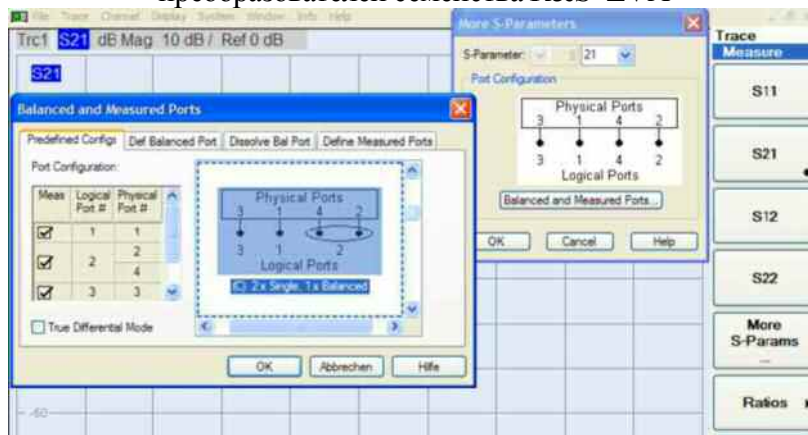 File Trace Channel Display System Window Info Help
Trc1 S21 dB Mag 10 dB / Ref 0 dB
S21
More S-Parameters
S-Parameter: 21
Port Configuration
Physical Ports
3 1 4 2
3 1 4 2
Logical Ports
Balanced and Measured Ports...
OK Cancel Help
Balanced and Measured Ports
Predefined Configs Def Balanced Port Dissolve Bal Port Define Measured Ports
Port Configuration:
Meas Logical Port # Physical Port #
1 1
2 2
4
3 3
Physical Ports
3 1 4 2
3 1 2
Logical Ports
2 x Single, 1 x Balanced
True Differential Mode
OK Abbrechen Hilfe
-60
Trace
Measure
S11
S21
S12
S22
More
S-Params
...
Ratios